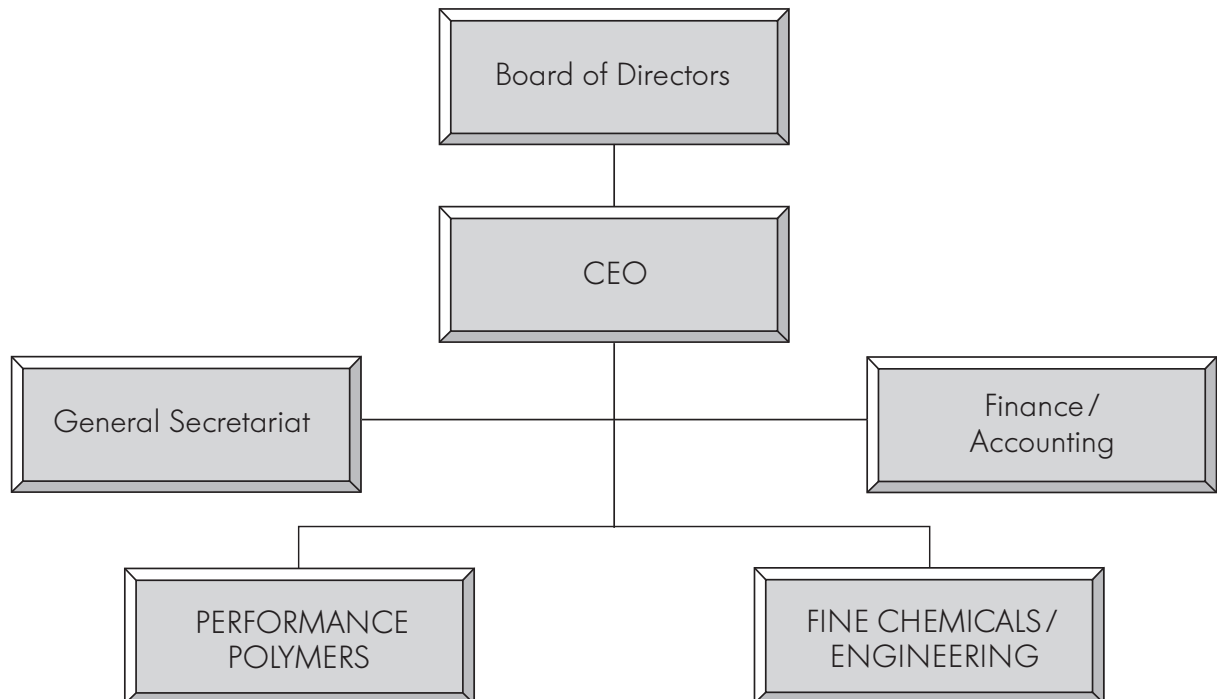 Board of Directors
CEO
General Secretariat
Finance/
Accounting
PERFORMANCE
POLYMERS
FINE CHEMICALS/
ENGINEERING